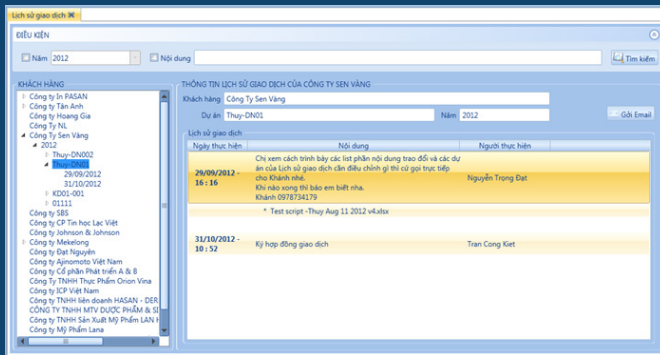 Lịch sử giao dịch
ĐIỀU KIỆN
Năm 2012 Nội dung Tìm kiếm
KHÁCH HÀNG
Công ty In PASAN
Công ty Tân Anh
Công ty Hoang Gia
Công Ty NL
Công Ty Sen Vàng
2012
Thuy-DN002
Thuy-DN01
29/09/2012
31/10/2012
KD01-001
01111
Công ty SBS
Công ty CP Tin học Lạc Việt
Công ty Johnson & Johnson
Công ty Mekelong
Công ty Đạt Nguyên
Công ty Ajinomoto Việt Nam
Công ty Cổ phần Phát triển A & B
Công Ty TNHH Thực Phẩm Orion Vina
Công ty ICP Việt Nam
Công ty TNHH liên doanh HASAN - DER
CÔNG TY TNHH MTV DƯỢC PHẨM & SI
Công ty TNHH Sản Xuất Mỹ Phẩm LAN H
Công ty Mỹ Phẩm Lana
THÔNG TIN LỊCH SỬ GIAO DỊCH CỦA CÔNG TY SEN VÀNG
Khách hàng Công Ty Sen Vàng
Dự án Thuy-DN01 Năm 2012 Gởi Email
Lịch sử giao dịch
Ngày thực hiện Nội dung Người thực hiện
29/09/2012 -
16 : 16
Chị xem cách trình bày các list phần nội dung trao đổi và các dự
án của Lịch sử giao dịch cần điều chỉnh gì thì cứ gọi trực tiếp
cho Khánh nhé.
Khi nào xong thì báo em biết nha.
Khánh 0978734179
Nguyễn Trọng Đạt
* Test script -Thuy Aug 11 2012 v4.xlsx
31/10/2012 -
10 : 52
Ký hợp đồng giao dịch
Tran Cong Kiet